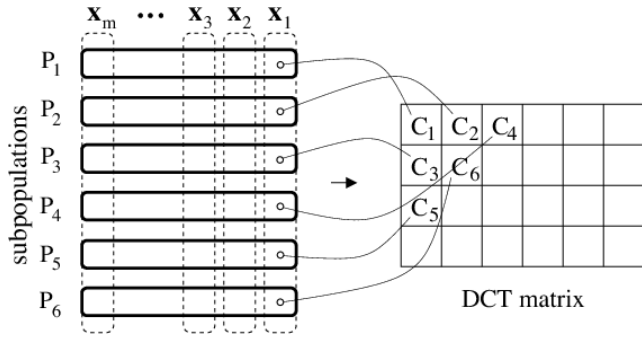 x_m ••• x_3 x_2 x_1
subpopulations
P_1
P_2
P_3
P_4
P_5
P_6
C_1 C_2 C_4
C_3 C_6
C_5
DCT matrix